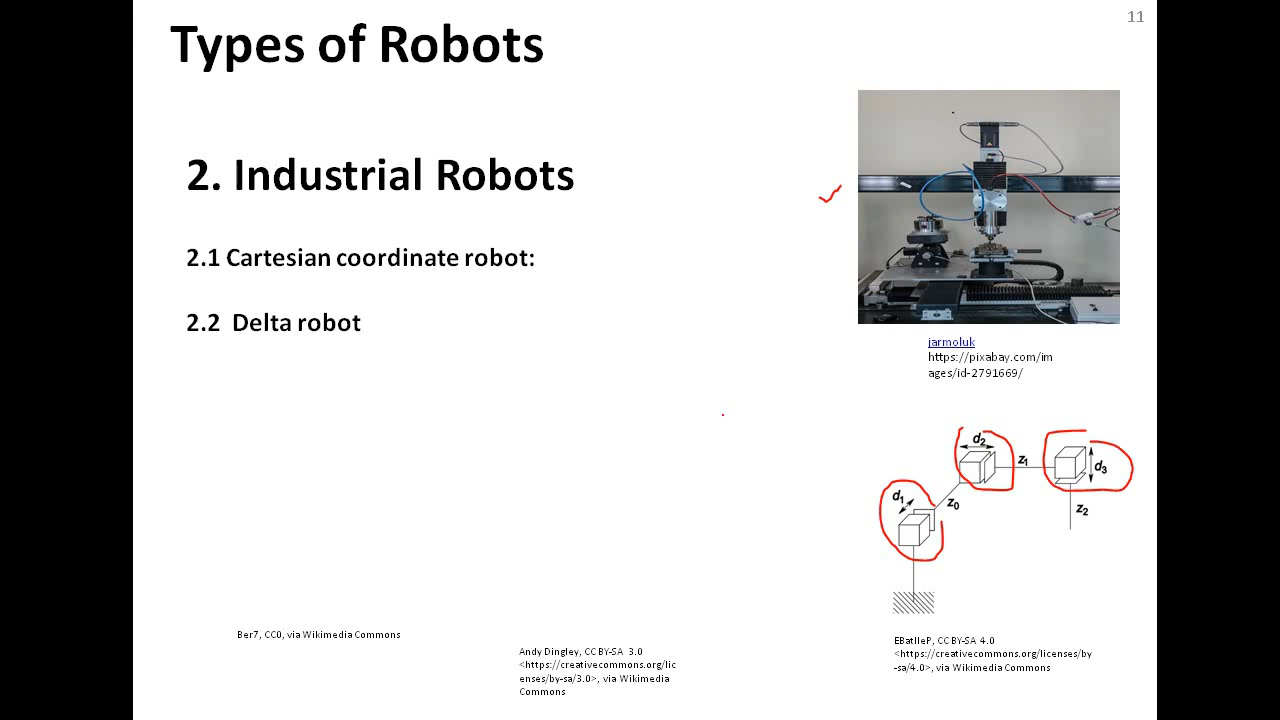 11
Types of Robots
2. Industrial Robots
2.1 Cartesian coordinate robot:
2.2 Delta robot
jarmoluk
https://pixabay.com/im
ages/id-2791669/
d₂
z₁
d₃
d₁
z₀
z₂
Ber7, CC0, via Wikimedia Commons
Andy Dingley, CC BY-SA 3.0
<https://creativecommons.org/lic
enses/by-sa/3.0>, via Wikimedia
Commons
EBatlleP, CC BY-SA 4.0
<https://creativecommons.org/licenses/by
-sa/4.0>, via Wikimedia Commons